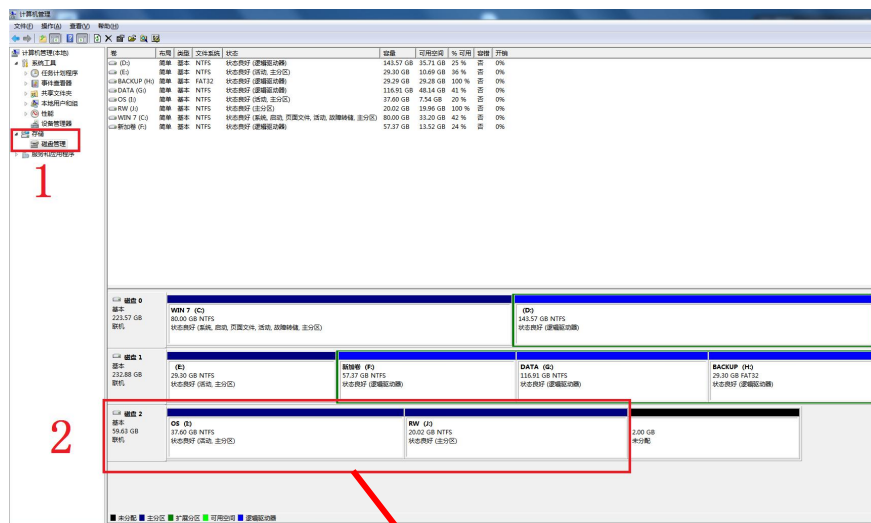 计算机管理
文件(F) 操作(A) 查看(V) 帮助(H)
计算机管理(本地)
系统工具
任务计划程序
事件查看器
共享文件夹
本地用户和组
性能
设备管理器
存储
磁盘管理
服务和应用程序
1
卷 布局 类型 文件系统 状态 容量 可用空间 % 可用 容错 开销
(D:) 简单 基本 NTFS 状态良好 (逻辑驱动器) 143.57 GB 35.71 GB 25 % 否 0%
(E:) 简单 基本 NTFS 状态良好 (活动, 主分区) 29.30 GB 10.69 GB 36 % 否 0%
BACKUP (H:) 简单 基本 FAT32 状态良好 (逻辑驱动器) 29.29 GB 29.28 GB 100 % 否 0%
DATA (G:) 简单 基本 NTFS 状态良好 (逻辑驱动器) 116.91 GB 48.14 GB 41 % 否 0%
OS (I:) 简单 基本 NTFS 状态良好 (活动, 主分区) 37.60 GB 7.54 GB 20 % 否 0%
RW (J:) 简单 基本 NTFS 状态良好 (主分区) 20.02 GB 19.96 GB 100 % 否 0%
WIN 7 (C:) 简单 基本 NTFS 状态良好 (系统, 启动, 页面文件, 活动, 故障转储, 主分区) 80.00 GB 33.20 GB 42 % 否 0%
新加卷 (F:) 简单 基本 NTFS 状态良好 (逻辑驱动器) 57.37 GB 13.52 GB 24 % 否 0%
磁盘 0
基本
223.57 GB
联机
WIN 7 (C:)
80.00 GB NTFS
状态良好 (系统, 启动, 页面文件, 活动, 故障转储, 主分区)
(D:)
143.57 GB NTFS
状态良好 (逻辑驱动器)
磁盘 1
基本
232.88 GB
联机
(E:)
29.30 GB NTFS
状态良好 (活动, 主分区)
新加卷 (F:)
57.37 GB NTFS
状态良好 (逻辑驱动器)
DATA (G:)
116.91 GB NTFS
状态良好 (逻辑驱动器)
BACKUP (H:)
29.30 GB FAT32
状态良好 (逻辑驱动器)
2
磁盘 2
基本
59.63 GB
联机
OS (I:)
37.60 GB NTFS
状态良好 (活动, 主分区)
RW (J:)
20.02 GB NTFS
状态良好 (主分区)
2.00 GB
未分配
未分配 主分区 扩展分区 可用空间 逻辑驱动器